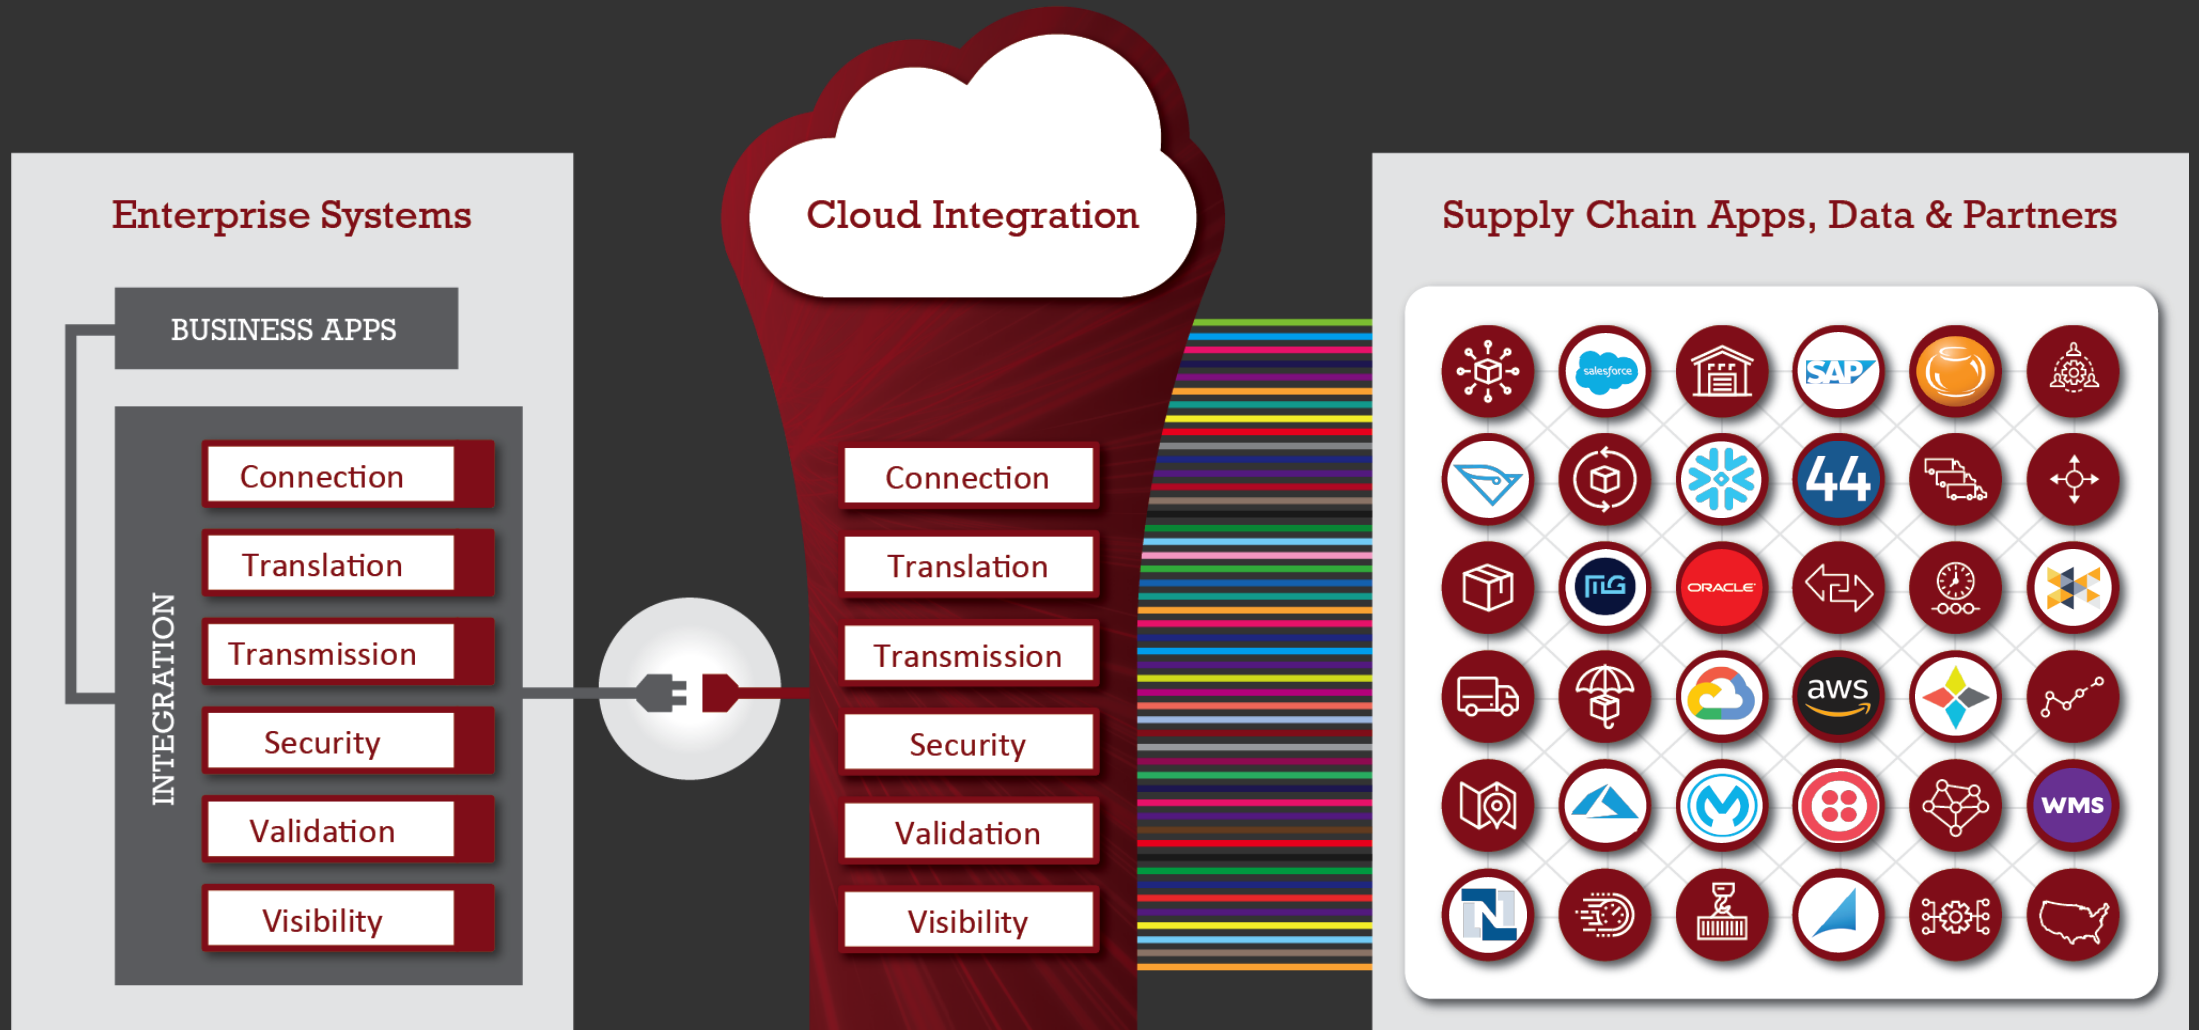 Enterprise Systems
BUSINESS APPS
INTEGRATION
Connection
Translation
Transmission
Security
Validation
Visibility
Cloud Integration
Connection
Translation
Transmission
Security
Validation
Visibility
Supply Chain Apps, Data & Partners
salesforce
SAP
44
MG
ORACLE
aws
WMS
N